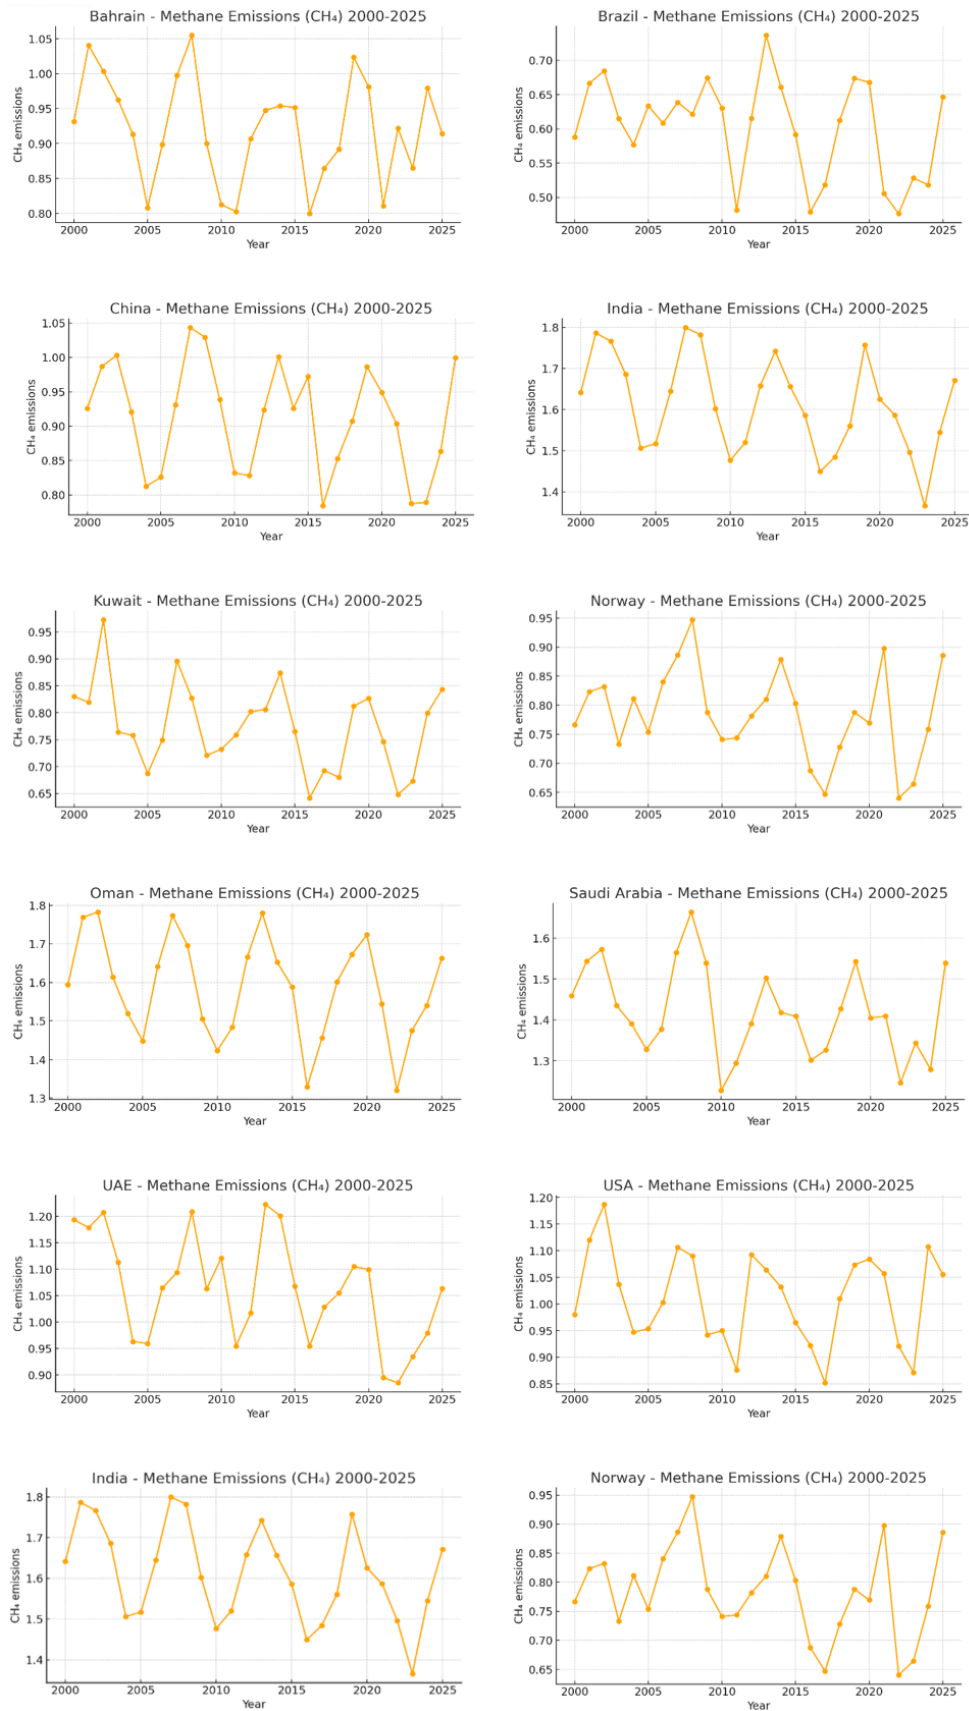 Bahrain - Methane Emissions (CH₄) 2000-2025
CH₄ emissions
1.05
1.00
0.95
0.90
0.85
0.80
2000 2005 2010 2015 2020 2025
Year
Brazil - Methane Emissions (CH₄) 2000-2025
CH₄ emissions
0.70
0.65
0.60
0.55
0.50
2000 2005 2010 2015 2020 2025
Year
China - Methane Emissions (CH₄) 2000-2025
CH₄ emissions
1.05
1.00
0.95
0.90
0.85
0.80
2000 2005 2010 2015 2020 2025
Year
India - Methane Emissions (CH₄) 2000-2025
CH₄ emissions
1.8
1.7
1.6
1.5
1.4
2000 2005 2010 2015 2020 2025
Year
Kuwait - Methane Emissions (CH₄) 2000-2025
CH₄ emissions
0.95
0.90
0.85
0.80
0.75
0.70
0.65
2000 2005 2010 2015 2020 2025
Year
Norway - Methane Emissions (CH₄) 2000-2025
CH₄ emissions
0.95
0.90
0.85
0.80
0.75
0.70
0.65
2000 2005 2010 2015 2020 2025
Year
Oman - Methane Emissions (CH₄) 2000-2025
CH₄ emissions
1.8
1.7
1.6
1.5
1.4
1.3
2000 2005 2010 2015 2020 2025
Year
Saudi Arabia - Methane Emissions (CH₄) 2000-2025
CH₄ emissions
1.6
1.5
1.4
1.3
2000 2005 2010 2015 2020 2025
Year
UAE - Methane Emissions (CH₄) 2000-2025
CH₄ emissions
1.20
1.15
1.10
1.05
1.00
0.95
0.90
2000 2005 2010 2015 2020 2025
Year
USA - Methane Emissions (CH₄) 2000-2025
CH₄ emissions
1.20
1.15
1.10
1.05
1.00
0.95
0.90
0.85
2000 2005 2010 2015 2020 2025
Year
India - Methane Emissions (CH₄) 2000-2025
CH₄ emissions
1.8
1.7
1.6
1.5
1.4
2000 2005 2010 2015 2020 2025
Year
Norway - Methane Emissions (CH₄) 2000-2025
CH₄ emissions
0.95
0.90
0.85
0.80
0.75
0.70
0.65
2000 2005 2010 2015 2020 2025
Year